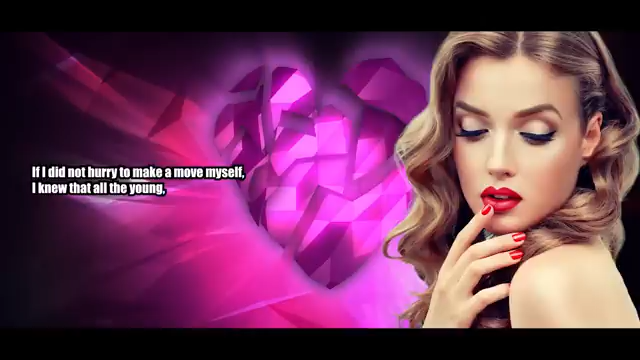 If I did not hurry to make a move myself,
I knew that all the young,